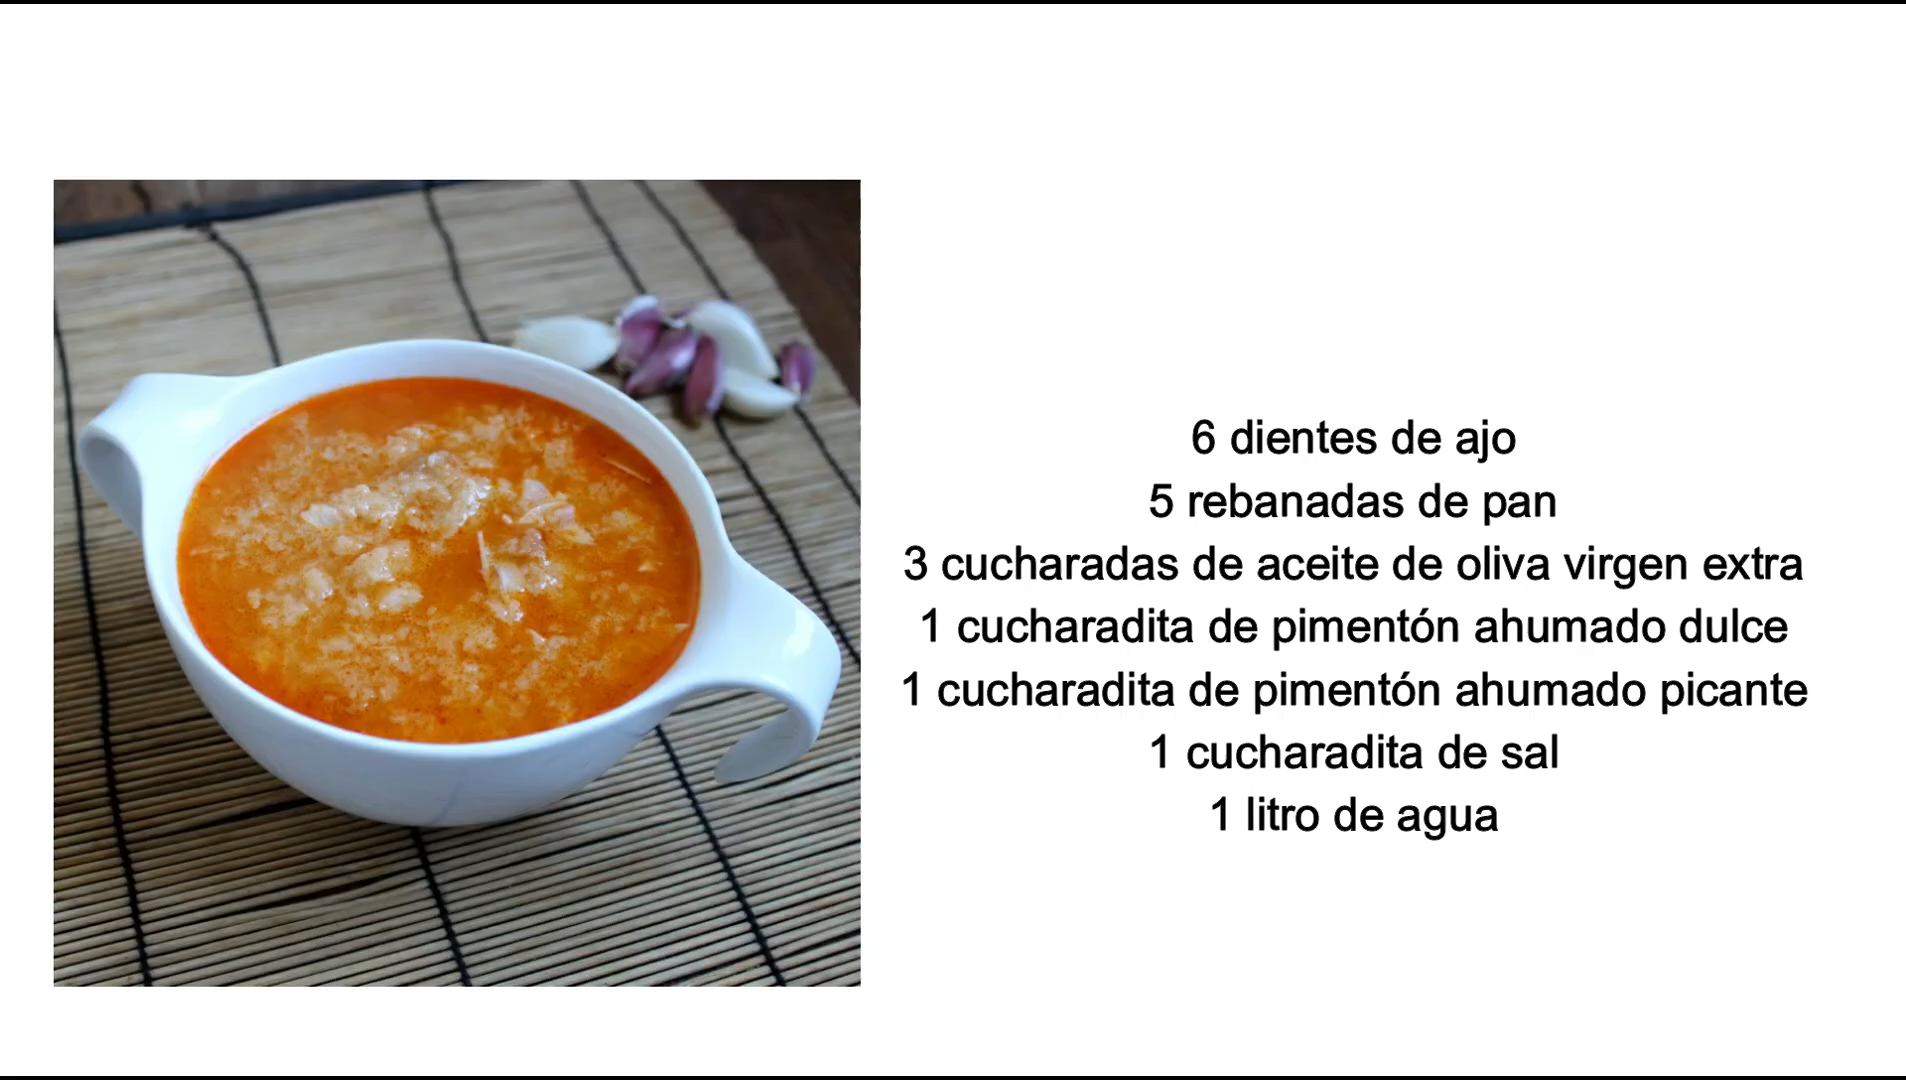 6 dientes de ajo
5 rebanadas de pan
3 cucharadas de aceite de oliva virgen extra
1 cucharadita de pimentón ahumado dulce
1 cucharadita de pimentón ahumado picante
1 cucharadita de sal
1 litro de agua